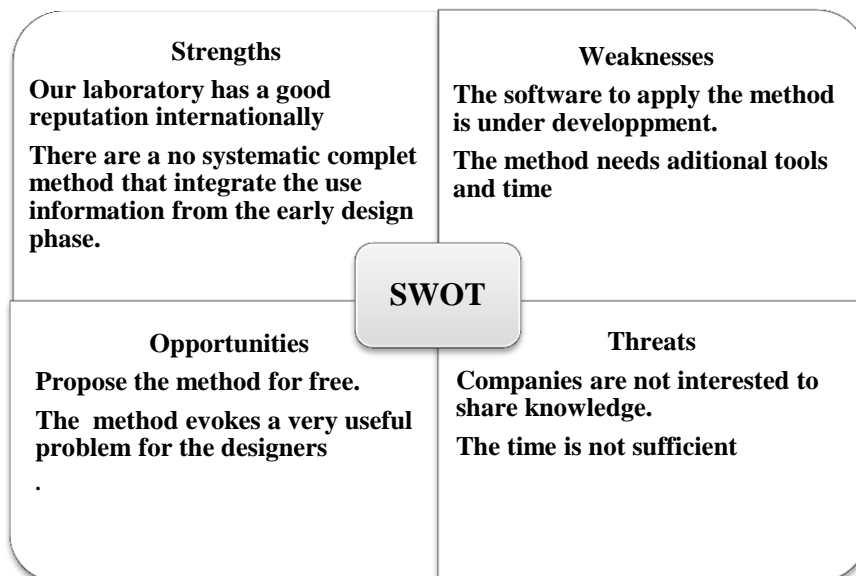 Strengths
Our laboratory has a good
reputation internationally
There are a no systematic complet
method that integrate the use
information from the early design
phase.
Weaknesses
The software to apply the method
is under developpment.
The method needs aditional tools
and time
SWOT
Opportunities
Propose the method for free.
The method evokes a very useful
problem for the designers
.
Threats
Companies are not interested to
share knowledge.
The time is not sufficient